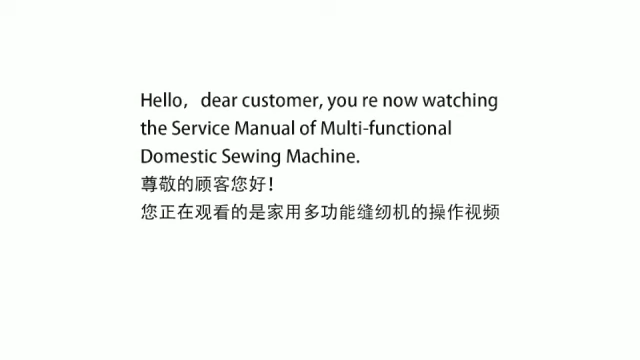 Hello，dear customer, you re now watching
the Service Manual of Multi-functional
Domestic Sewing Machine.
尊敬的顾客您好！
您正在观看的是家用多功能缝纫机的操作视频